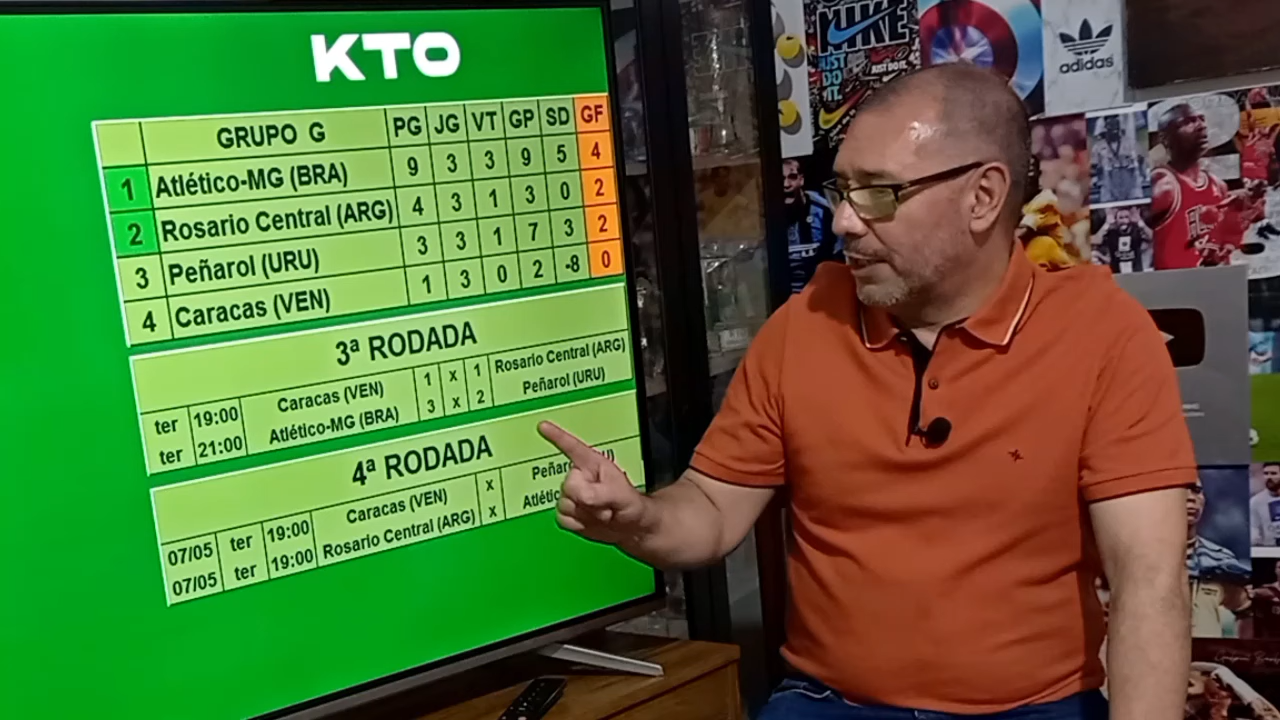 KTO
GRUPO G PG JG VT GP SD GF
1 Atlético-MG (BRA) 9 3 3 9 5 4
2 Rosario Central (ARG) 4 3 1 3 0 2
3 Peñarol (URU) 3 3 1 7 3 2
4 Caracas (VEN) 1 3 0 2 -8 0
3ª RODADA
ter 19:00 Caracas (VEN) 1 x 1 Rosario Central (ARG)
ter 21:00 Atlético-MG (BRA) 3 x 2 Peñarol (URU)
4ª RODADA
07/05 ter 19:00 Caracas (VEN) x
07/05 ter 19:00 Rosario Central (ARG) x
NIKE
JUST DO IT.
JUST DO IT.
adidas